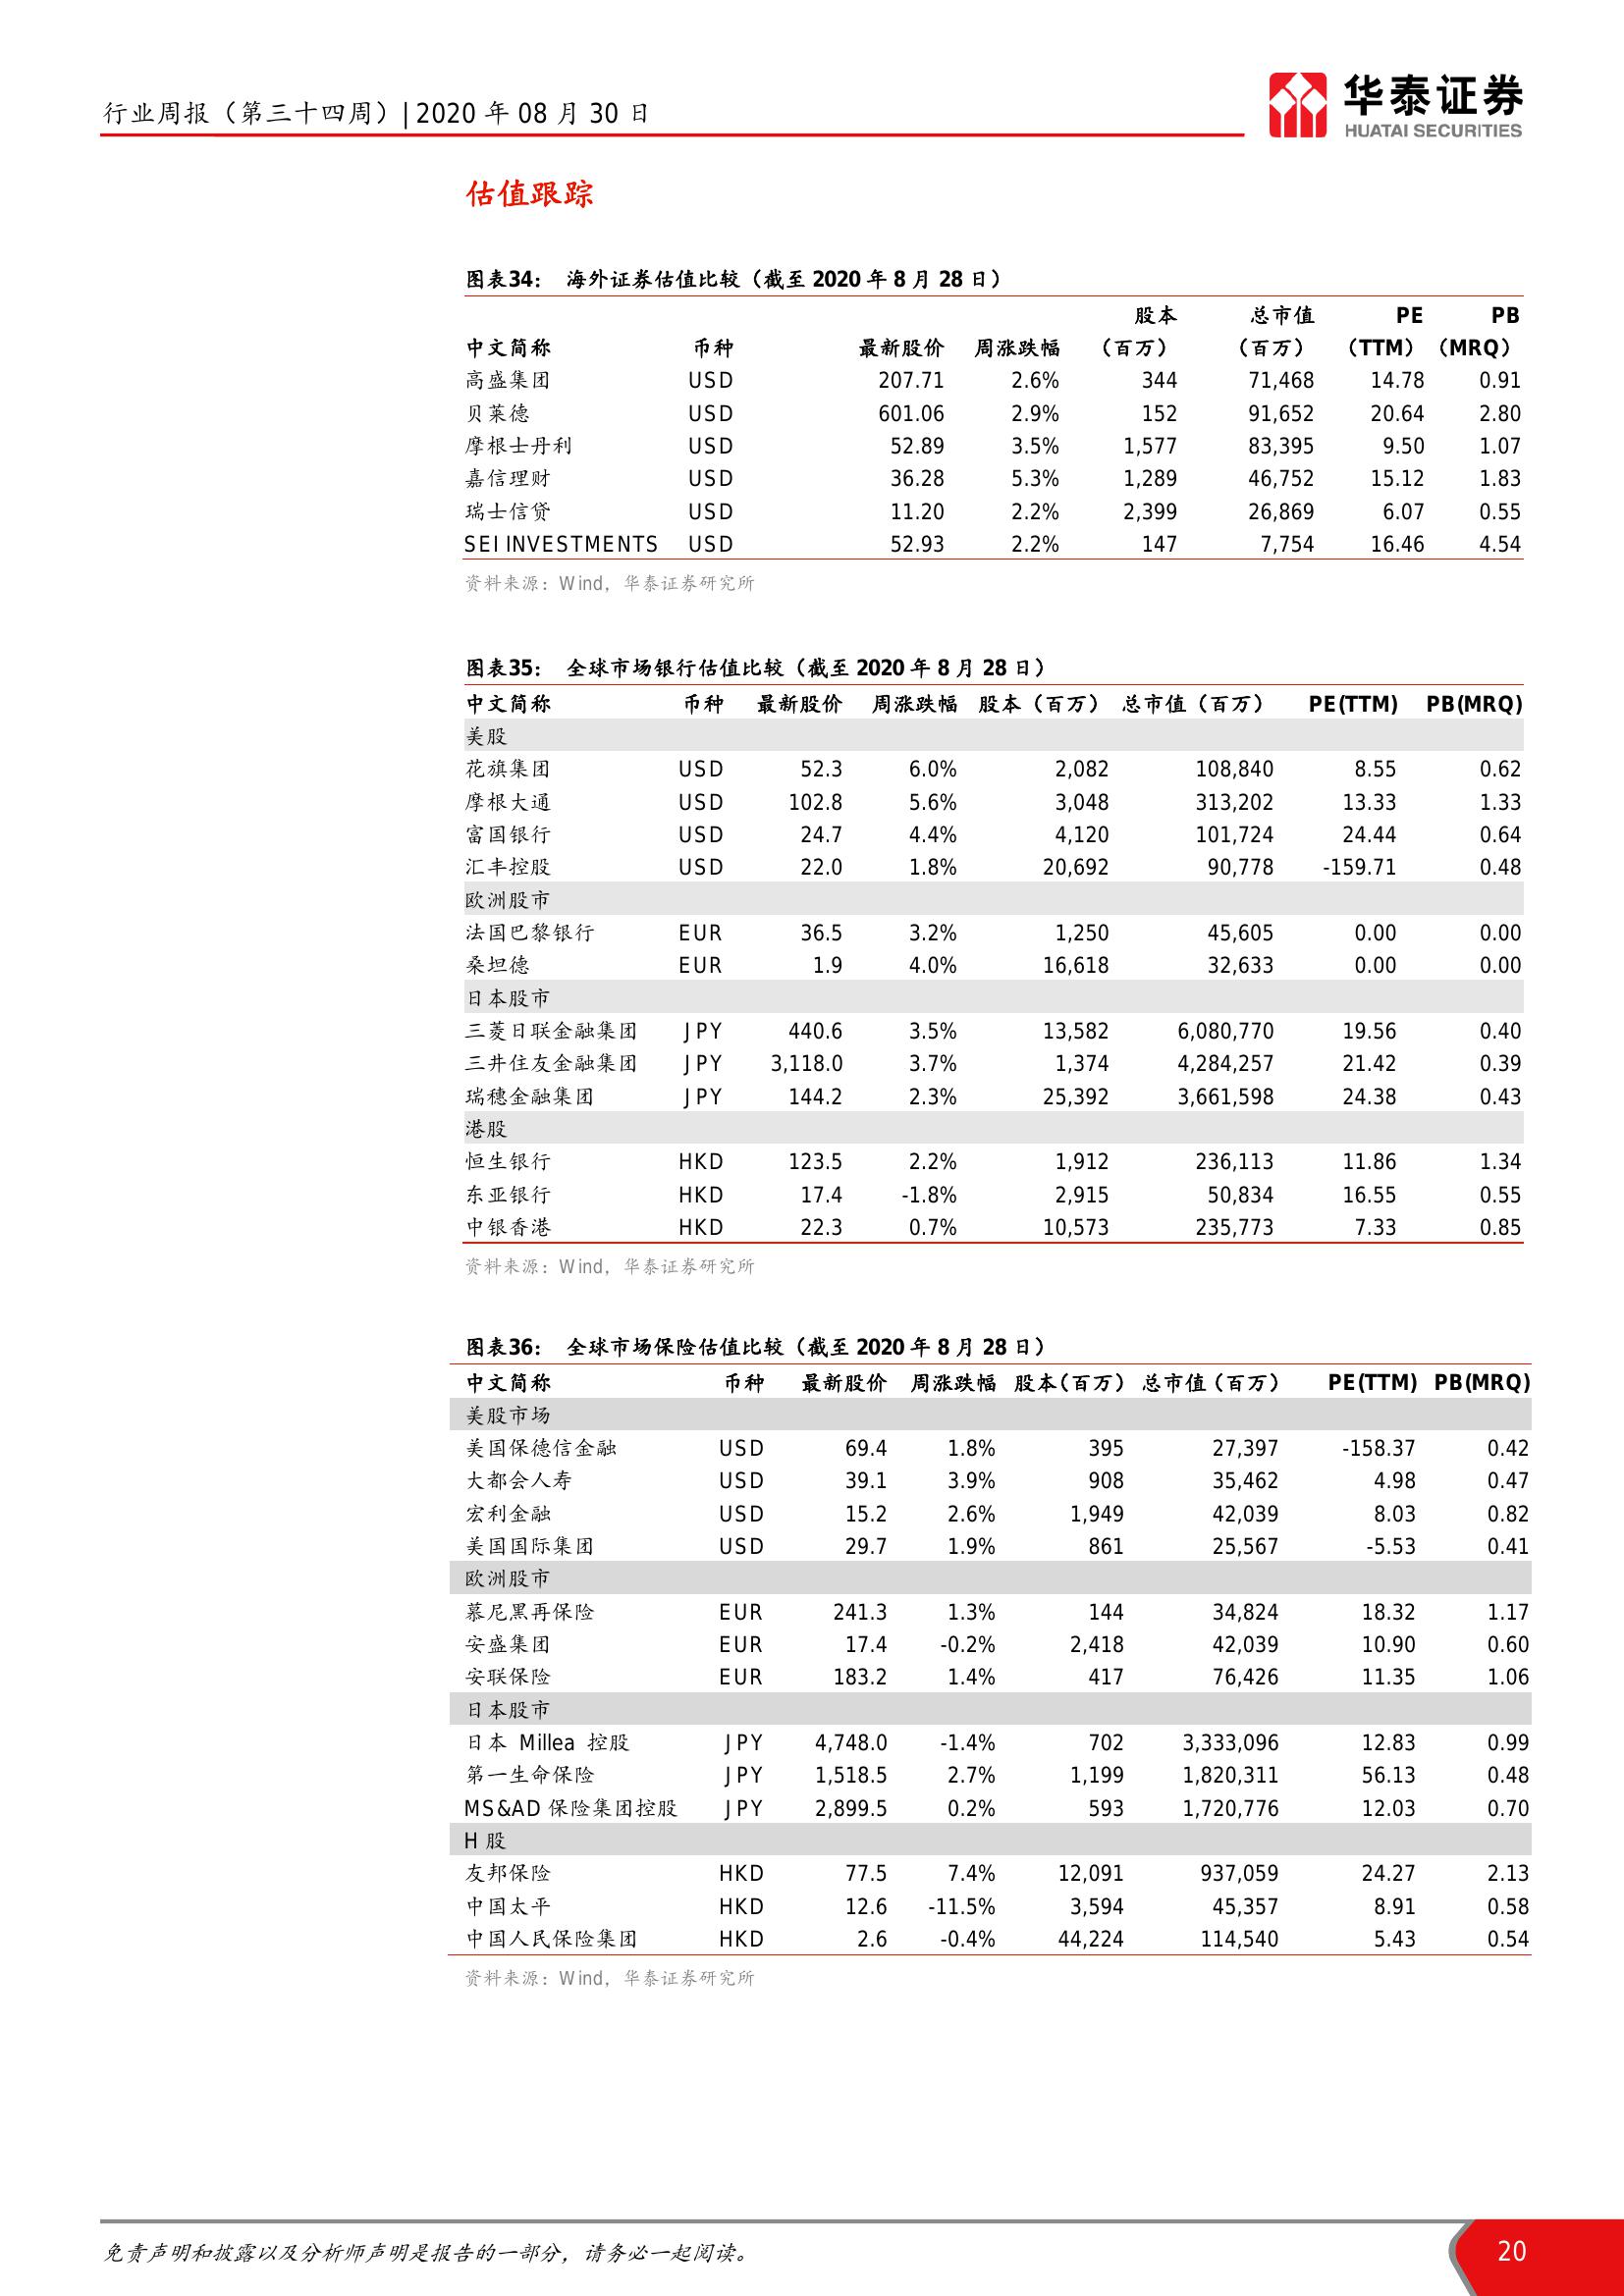 行业周报（第三十四周）|2020 年 08 月 30 日
华泰证券
HUATAI SECURITIES
估值跟踪
图表34： 海外证券估值比较（截至 2020 年 8 月 28 日）
股本 总市值 PE PB
中文简称 币种 最新股价 周涨跌幅 （百万） （百万） （TTM） （MRQ）
高盛集团 USD 207.71 2.6% 344 71,468 14.78 0.91
贝莱德 USD 601.06 2.9% 152 91,652 20.64 2.80
摩根士丹利 USD 52.89 3.5% 1,577 83,395 9.50 1.07
嘉信理财 USD 36.28 5.3% 1,289 46,752 15.12 1.83
瑞士信贷 USD 11.20 2.2% 2,399 26,869 6.07 0.55
SEI INVESTMENTS USD 52.93 2.2% 147 7,754 16.46 4.54
资料来源：Wind，华泰证券研究所
图表35： 全球市场银行估值比较（截至 2020 年 8 月 28 日）
中文简称 币种 最新股价 周涨跌幅 股本（百万） 总市值（百万） PE(TTM) PB(MRQ)
美股
花旗集团 USD 52.3 6.0% 2,082 108,840 8.55 0.62
摩根大通 USD 102.8 5.6% 3,048 313,202 13.33 1.33
富国银行 USD 24.7 4.4% 4,120 101,724 24.44 0.64
汇丰控股 USD 22.0 1.8% 20,692 90,778 -159.71 0.48
欧洲股市
法国巴黎银行 EUR 36.5 3.2% 1,250 45,605 0.00 0.00
桑坦德 EUR 1.9 4.0% 16,618 32,633 0.00 0.00
日本股市
三菱日联金融集团 JPY 440.6 3.5% 13,582 6,080,770 19.56 0.40
三井住友金融集团 JPY 3,118.0 3.7% 1,374 4,284,257 21.42 0.39
瑞穗金融集团 JPY 144.2 2.3% 25,392 3,661,598 24.38 0.43
港股
恒生银行 HKD 123.5 2.2% 1,912 236,113 11.86 1.34
东亚银行 HKD 17.4 -1.8% 2,915 50,834 16.55 0.55
中银香港 HKD 22.3 0.7% 10,573 235,773 7.33 0.85
资料来源：Wind，华泰证券研究所
图表36： 全球市场保险估值比较（截至 2020 年 8 月 28 日）
中文简称 币种 最新股价 周涨跌幅 股本(百万) 总市值（百万） PE(TTM) PB(MRQ)
美股市场
美国保德信金融 USD 69.4 1.8% 395 27,397 -158.37 0.42
大都会人寿 USD 39.1 3.9% 908 35,462 4.98 0.47
宏利金融 USD 15.2 2.6% 1,949 42,039 8.03 0.82
美国国际集团 USD 29.7 1.9% 861 25,567 -5.53 0.41
欧洲股市
慕尼黑再保险 EUR 241.3 1.3% 144 34,824 18.32 1.17
安盛集团 EUR 17.4 -0.2% 2,418 42,039 10.90 0.60
安联保险 EUR 183.2 1.4% 417 76,426 11.35 1.06
日本股市
日本 Millea 控股 JPY 4,748.0 -1.4% 702 3,333,096 12.83 0.99
第一生命保险 JPY 1,518.5 2.7% 1,199 1,820,311 56.13 0.48
MS&AD 保险集团控股 JPY 2,899.5 0.2% 593 1,720,776 12.03 0.70
H 股
友邦保险 HKD 77.5 7.4% 12,091 937,059 24.27 2.13
中国太平 HKD 12.6 -11.5% 3,594 45,357 8.91 0.58
中国人民保险集团 HKD 2.6 -0.4% 44,224 114,540 5.43 0.54
资料来源：Wind，华泰证券研究所
免责声明和披露以及分析师声明是报告的一部分，请务必一起阅读。 20